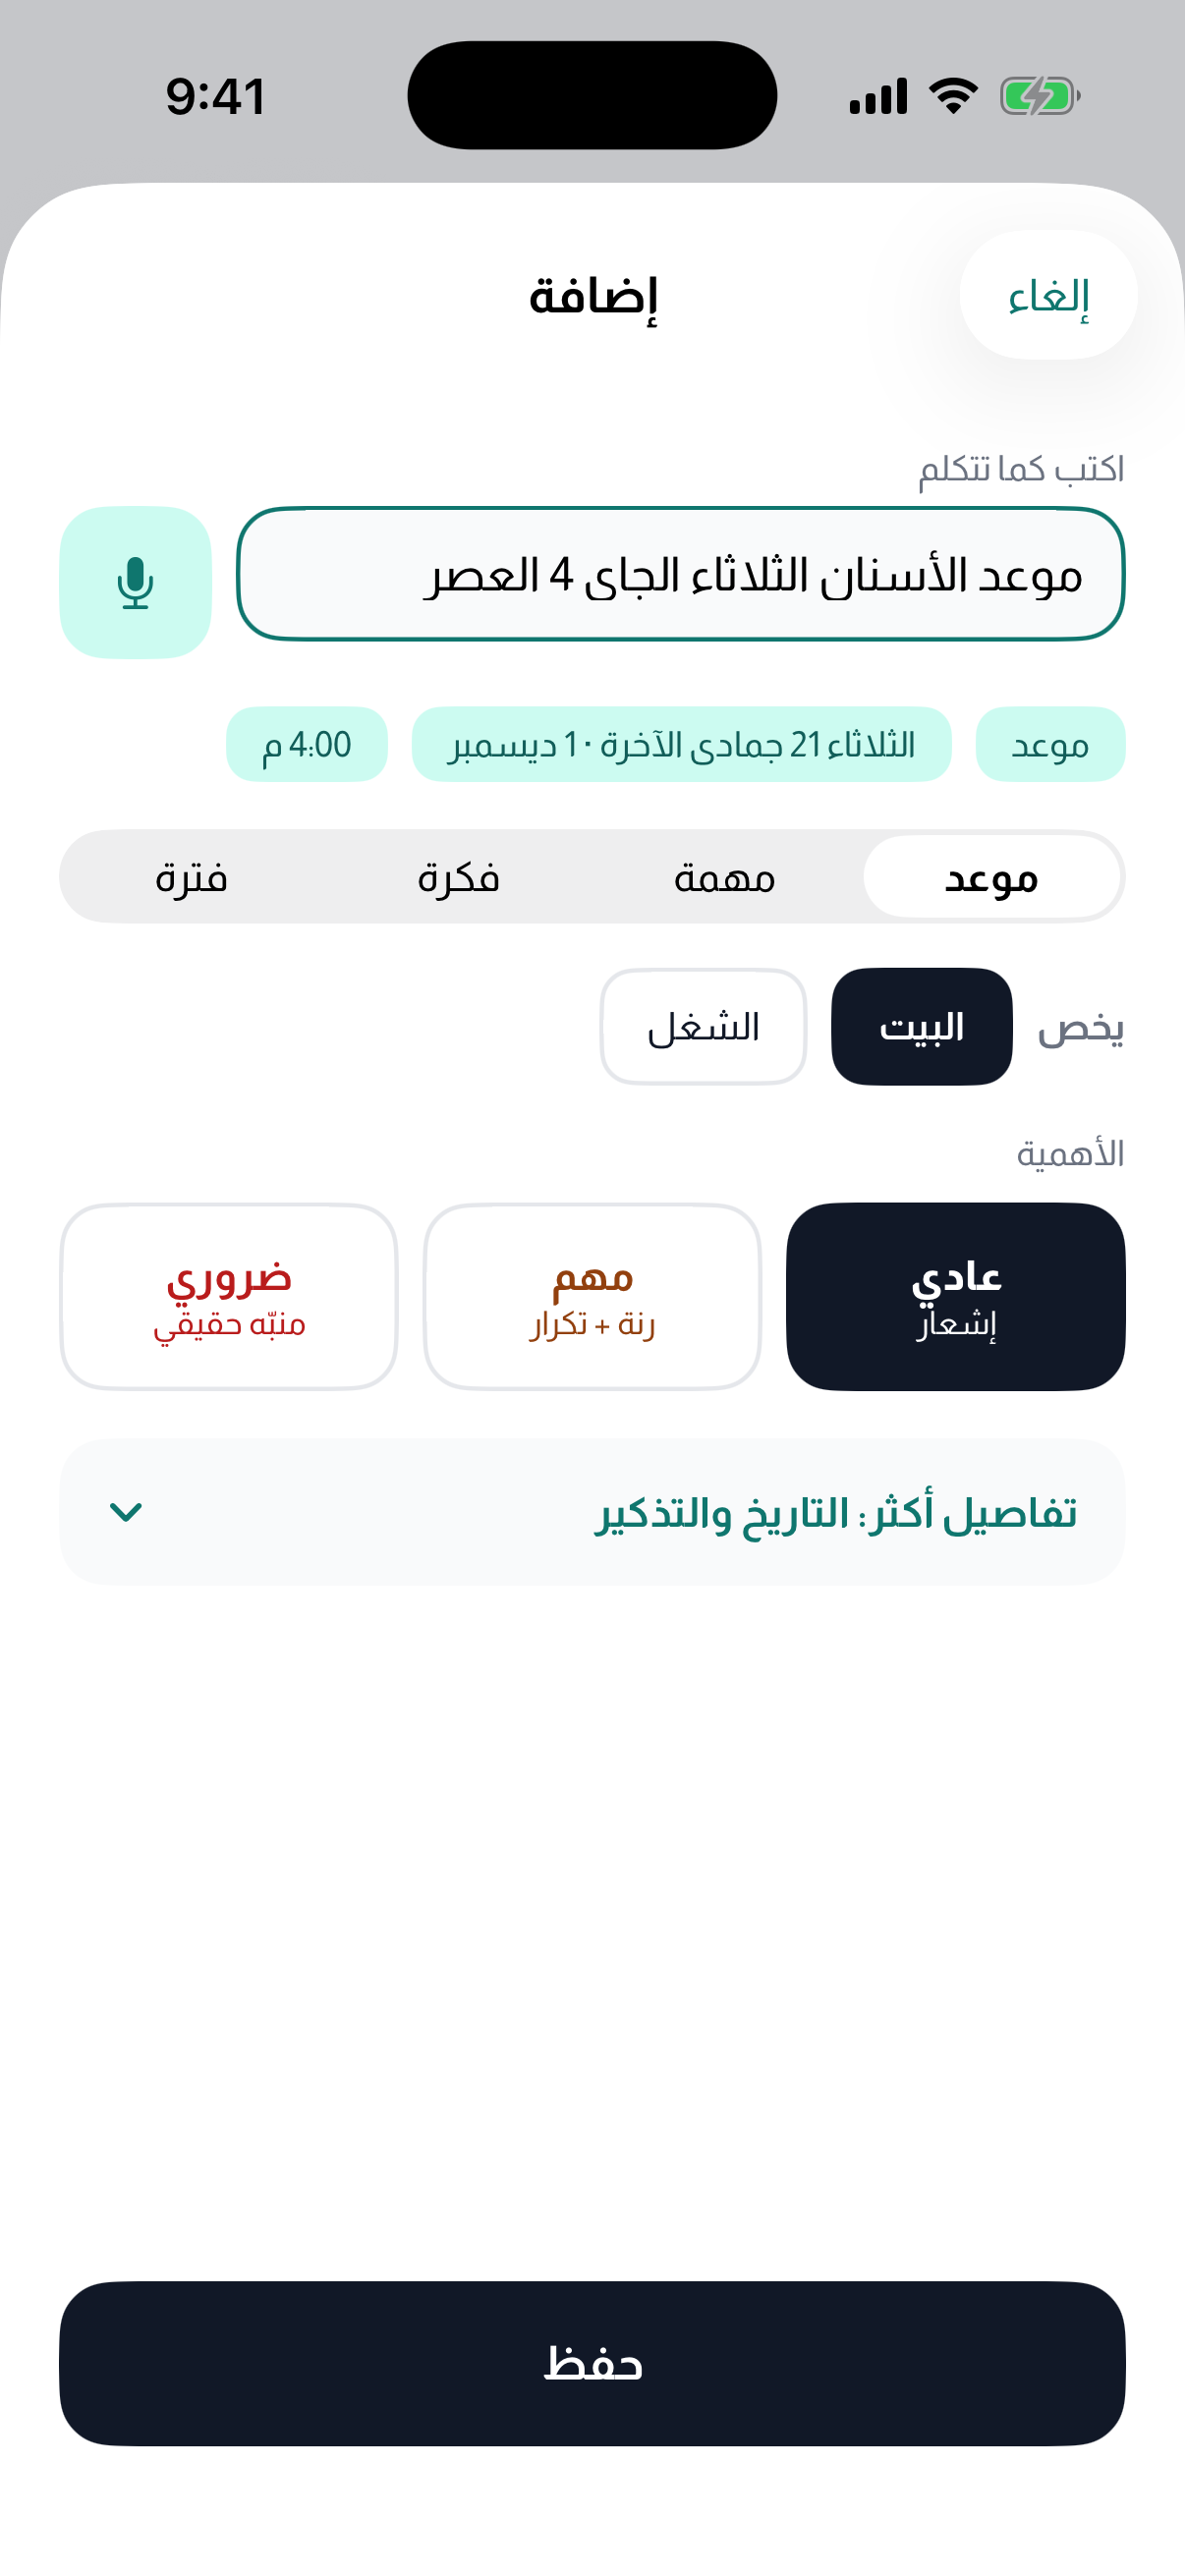 9:41
إلغاء
إضافة
اكتب كما تتكلم
موعد الأسنان الثلاثاء الجاى 4 العصر
موعد
الثلاثاء 21 جمادى الآخرة · 1 ديسمبر
4:00 م
موعد
مهمة
فكرة
فترة
يخص
البيت
الشغل
الأهمية
عادي
إشعار
مهم
رنة + تكرار
ضروري
منبّه حقيقي
تفاصيل أكثر: التاريخ والتذكير
حفظ